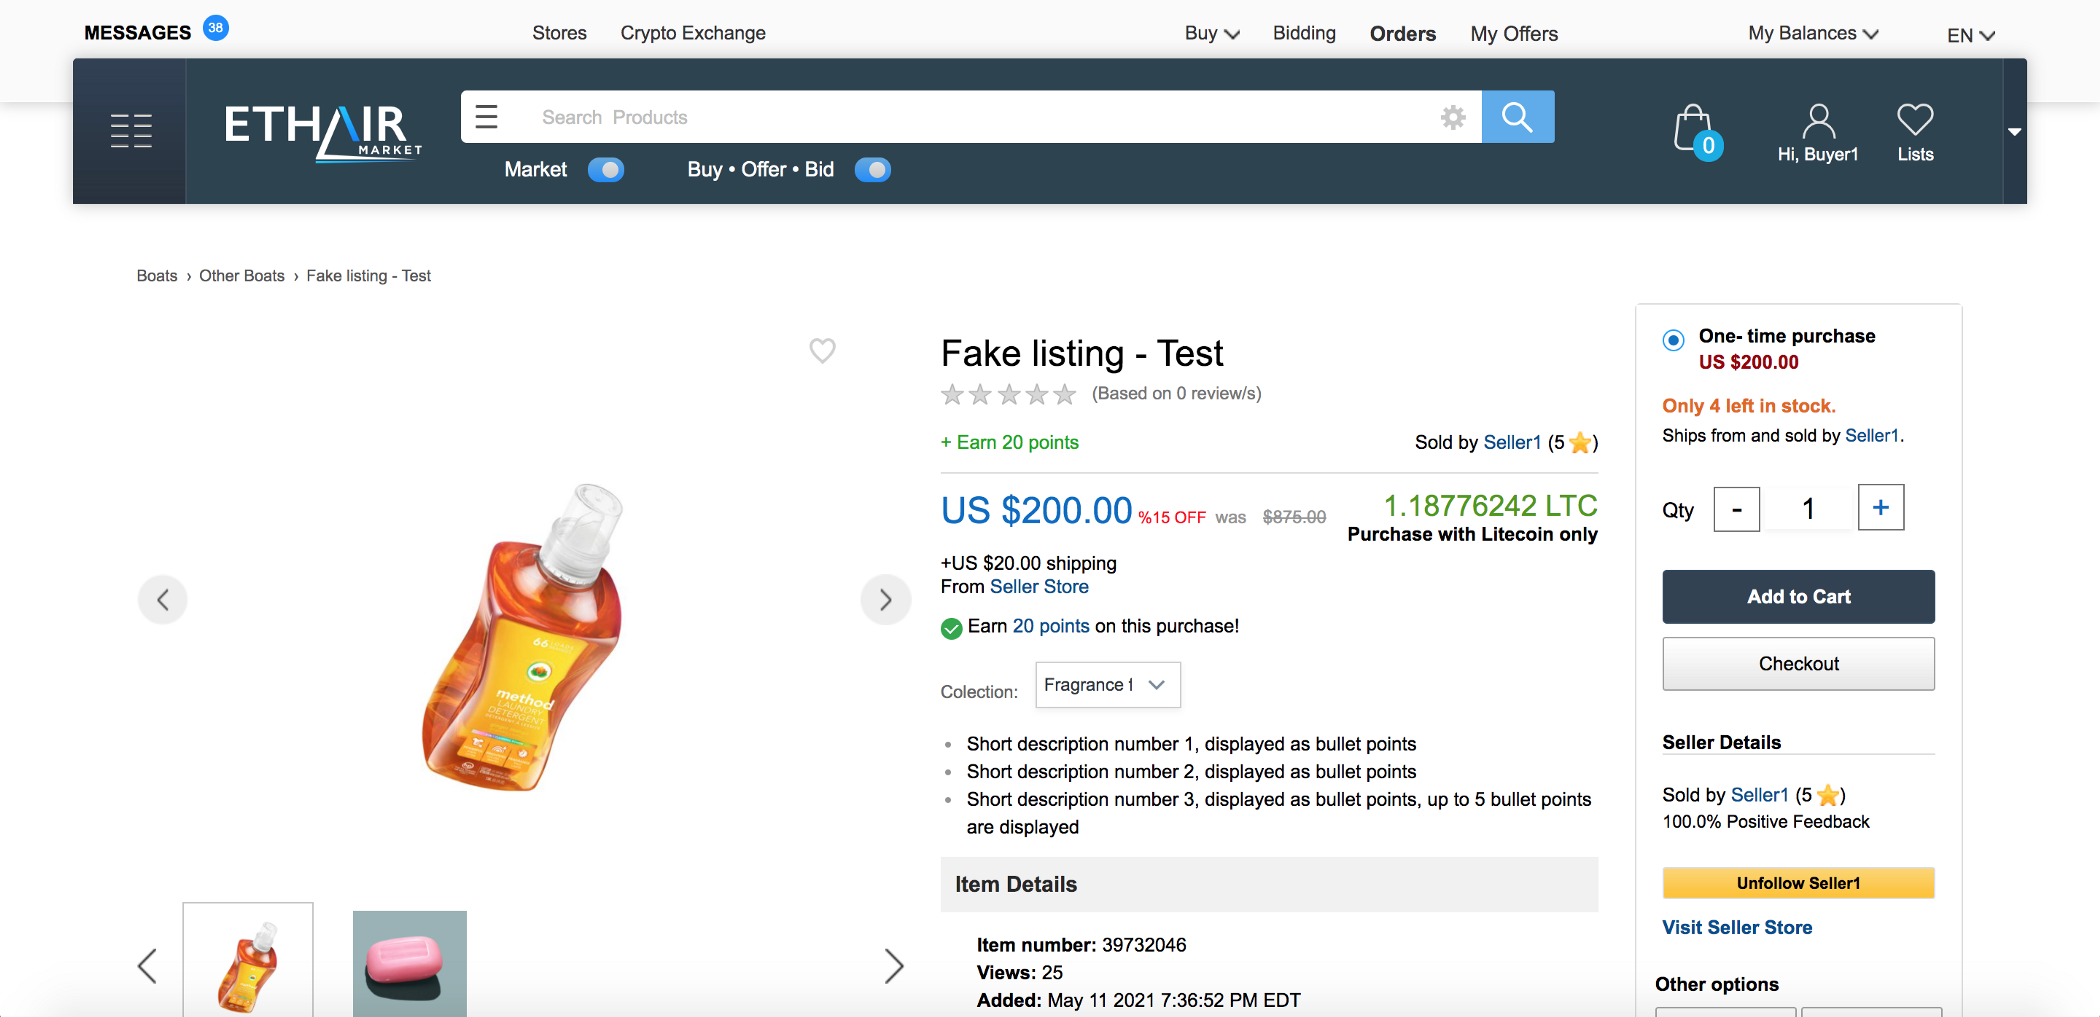 MESSAGES 38 Stores Crypto Exchange Buy Bidding Orders My Offers My Balances EN
ETHAIR
MARKET
Search Products
0
Hi, Buyer1 Lists
Market Buy • Offer • Bid
Boats › Other Boats › Fake listing - Test
Fake listing - Test
(Based on 0 review/s)
+ Earn 20 points
Sold by Seller1 (5 ⭐)
US $200.00 %15 OFF was $875.00
1.18776242 LTC
Purchase with Litecoin only
+US $20.00 shipping
From Seller Store
Earn 20 points on this purchase!
Colection: Fragrance
• Short description number 1, displayed as bullet points
• Short description number 2, displayed as bullet points
• Short description number 3, displayed as bullet points, up to 5 bullet points
are displayed
Item Details
Item number: 39732046
Views: 25
Added: May 11 2021 7:36:52 PM EDT
66
method
LAUNDRY
DETERGENT
One- time purchase
US $200.00
Only 4 left in stock.
Ships from and sold by Seller1.
Qty - 1 +
Add to Cart
Checkout
Seller Details
Sold by Seller1 (5 ⭐)
100.0% Positive Feedback
Unfollow Seller1
Visit Seller Store
Other options